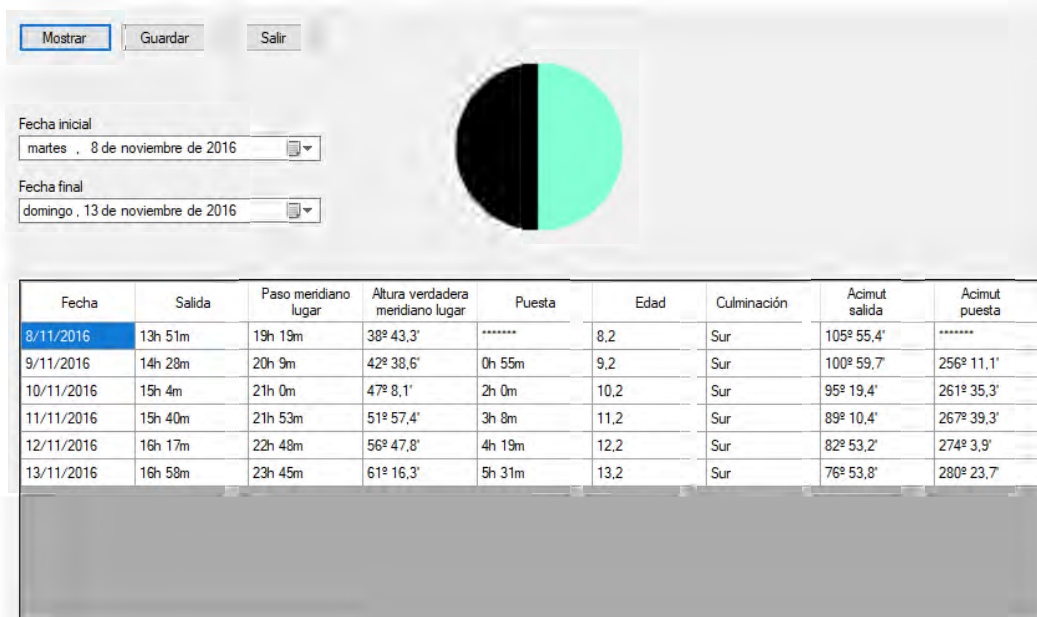 Mostrar Guardar Salir
Fecha inicial
martes , 8 de noviembre de 2016
Fecha final
domingo , 13 de noviembre de 2016
Fecha Salida Paso meridiano lugar Altura verdadera meridiano lugar Puesta Edad Culminación Acimut salida Acimut puesta
8/11/2016 13h 51m 19h 19m 38º 43,3' ******* 8,2 Sur 105º 55,4' *******
9/11/2016 14h 28m 20h 9m 42º 38,6' 0h 55m 9,2 Sur 100º 59,7' 256º 11,1'
10/11/2016 15h 4m 21h 0m 47º 8,1' 2h 0m 10,2 Sur 95º 19,4' 261º 35,3'
11/11/2016 15h 40m 21h 53m 51º 57,4' 3h 8m 11,2 Sur 89º 10,4' 267º 39,3'
12/11/2016 16h 17m 22h 48m 56º 47,8' 4h 19m 12,2 Sur 82º 53,2' 274º 3,9'
13/11/2016 16h 58m 23h 45m 61º 16,3' 5h 31m 13,2 Sur 76º 53,8' 280º 23,7'